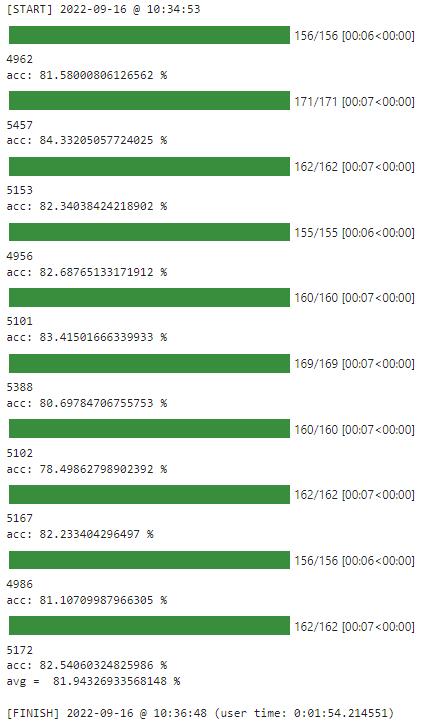 [START] 2022-09-16 @ 10:34:53
156/156 [00:06<00:00]
4962
acc: 81.58000806126562 %
171/171 [00:07<00:00]
5457
acc: 84.33205057724025 %
162/162 [00:07<00:00]
5153
acc: 82.34038424218902 %
155/155 [00:06<00:00]
4956
acc: 82.68765133171912 %
160/160 [00:07<00:00]
5101
acc: 83.41501666339933 %
169/169 [00:07<00:00]
5388
acc: 80.69784706755753 %
160/160 [00:07<00:00]
5102
acc: 78.49862798902392 %
162/162 [00:07<00:00]
5167
acc: 82.233404296497 %
156/156 [00:06<00:00]
4986
acc: 81.10709987966305 %
162/162 [00:07<00:00]
5172
acc: 82.54060324825986 %
avg =  81.94326933568148 %
[FINISH] 2022-09-16 @ 10:36:48 (user time: 0:01:54.214551)